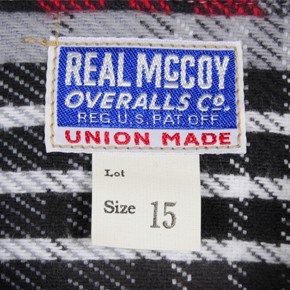 REAL McCOY
OVERALLS Co.
REG. U.S. PAT OFF
UNION MADE
Lot
Size 15